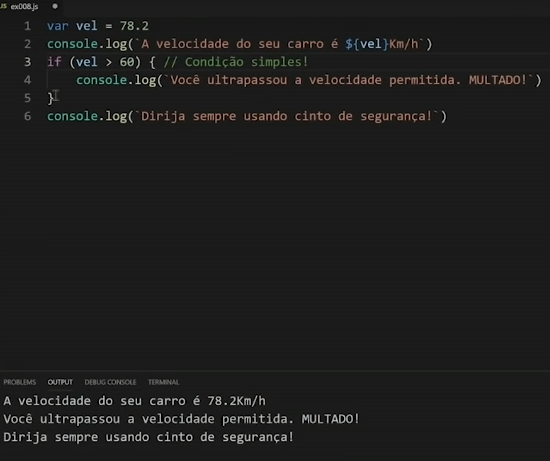 JS ex008.js
1 var vel = 78.2
2 console.log(`A velocidade do seu carro é ${vel}Km/h`)
3 if (vel > 60) { // Condição simples!
4 console.log(`Você ultrapassou a velocidade permitida. MULTADO!`)
5 }
6 console.log(`Dirija sempre usando cinto de segurança!`)
PROBLEMS OUTPUT DEBUG CONSOLE TERMINAL
A velocidade do seu carro é 78.2Km/h
Você ultrapassou a velocidade permitida. MULTADO!
Dirija sempre usando cinto de segurança!